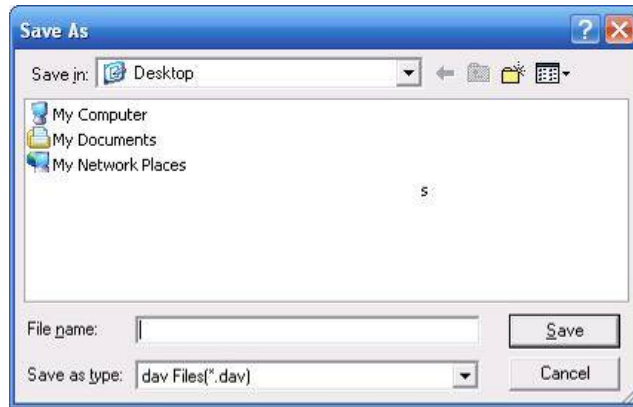 Save As
Save in: Desktop
My Computer
My Documents
My Network Places
s
File name:
Save
Save as type: dav Files(*.dav)
Cancel